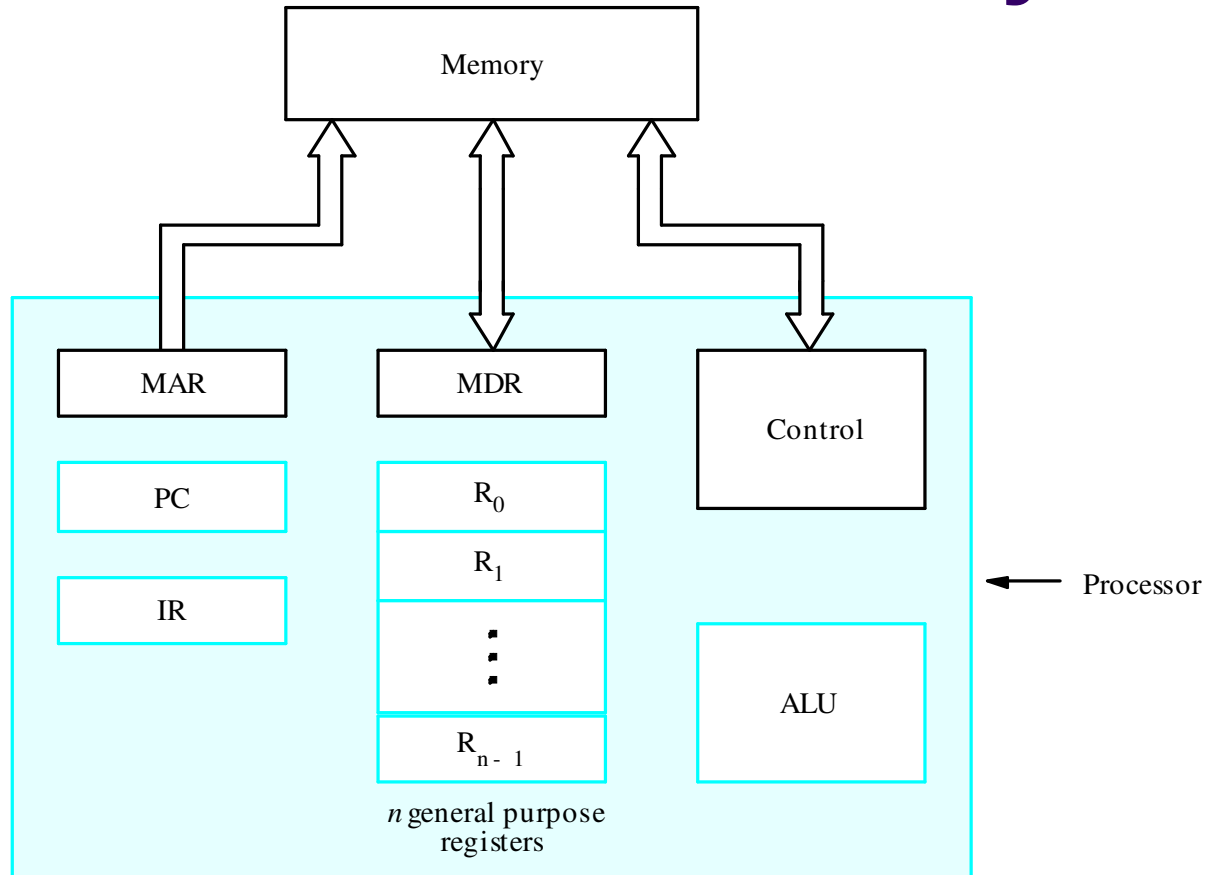 Memory
MAR
MDR
Control
PC
R0
R1
IR
Processor
ALU
Rn- 1
n general purpose
registers